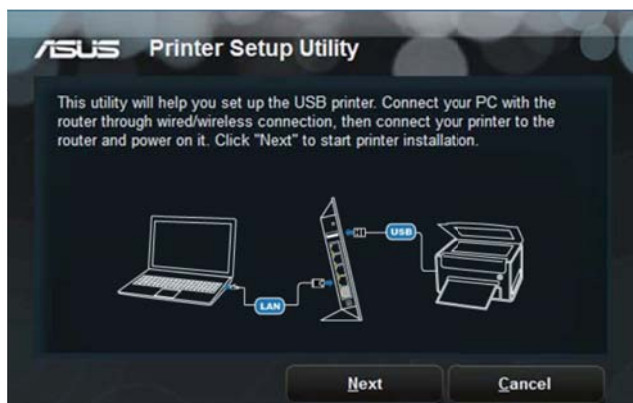 ASUS Printer Setup Utility
This utility will help you set up the USB printer. Connect your PC with the
router through wired/wireless connection, then connect your printer to the
router and power on it. Click "Next" to start printer installation.
USB
LAN
Next Cancel